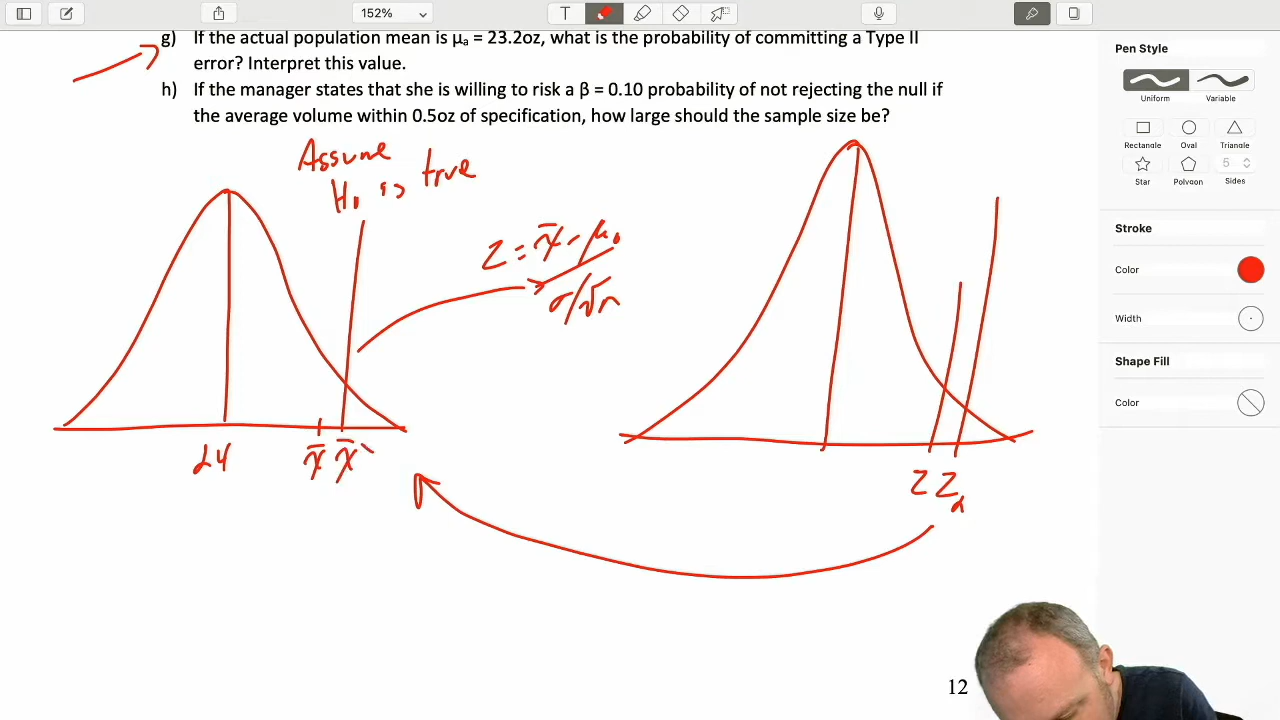 152%
T
g) If the actual population mean is μa = 23.2oz, what is the probability of committing a Type II
error? Interpret this value.
h) If the manager states that she is willing to risk a β = 0.10 probability of not rejecting the null if
the average volume within 0.5oz of specification, how large should the sample size be?
Assume
H₀ is true
Z = x̄ - μ₀
σ/√n
24
x̄ x̄*
Z Zα
12
Pen Style
Uniform Variable
Rectangle Oval Triangle
Star Polygon 5 Sides
Stroke
Color
Width
Shape Fill
Color